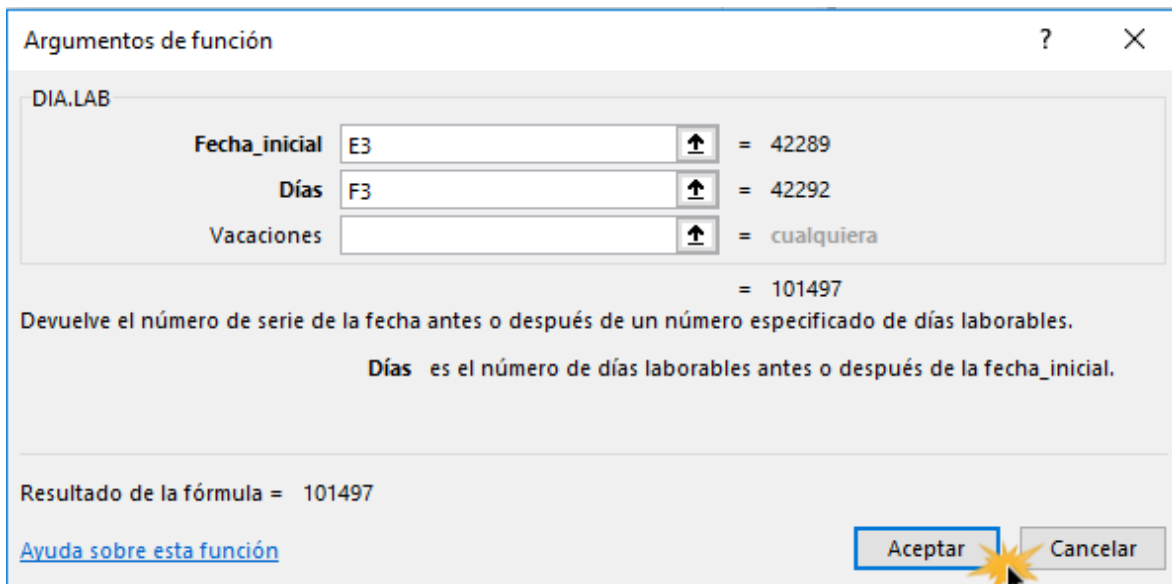 Argumentos de función ? ×
DIA.LAB
Fecha_inicial E3 = 42289
Días F3 = 42292
Vacaciones = cualquiera
= 101497
Devuelve el número de serie de la fecha antes o después de un número especificado de días laborables.
Días es el número de días laborables antes o después de la fecha_inicial.
Resultado de la fórmula = 101497
Ayuda sobre esta función Aceptar Cancelar